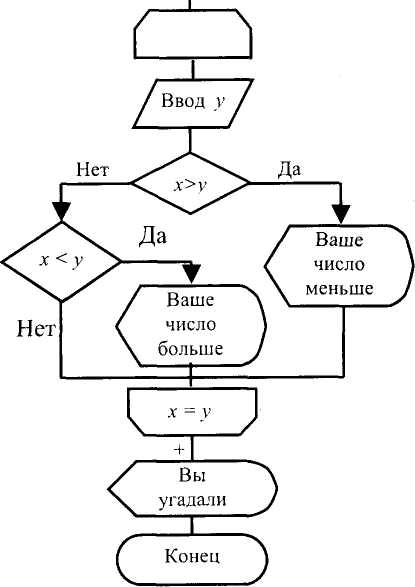 Ввод y
Нет
Да
x>y
x < y
Да
Ваше
число
меньше
Нет
Ваше
число
больше
x = y
+
Вы
угадали
Конец